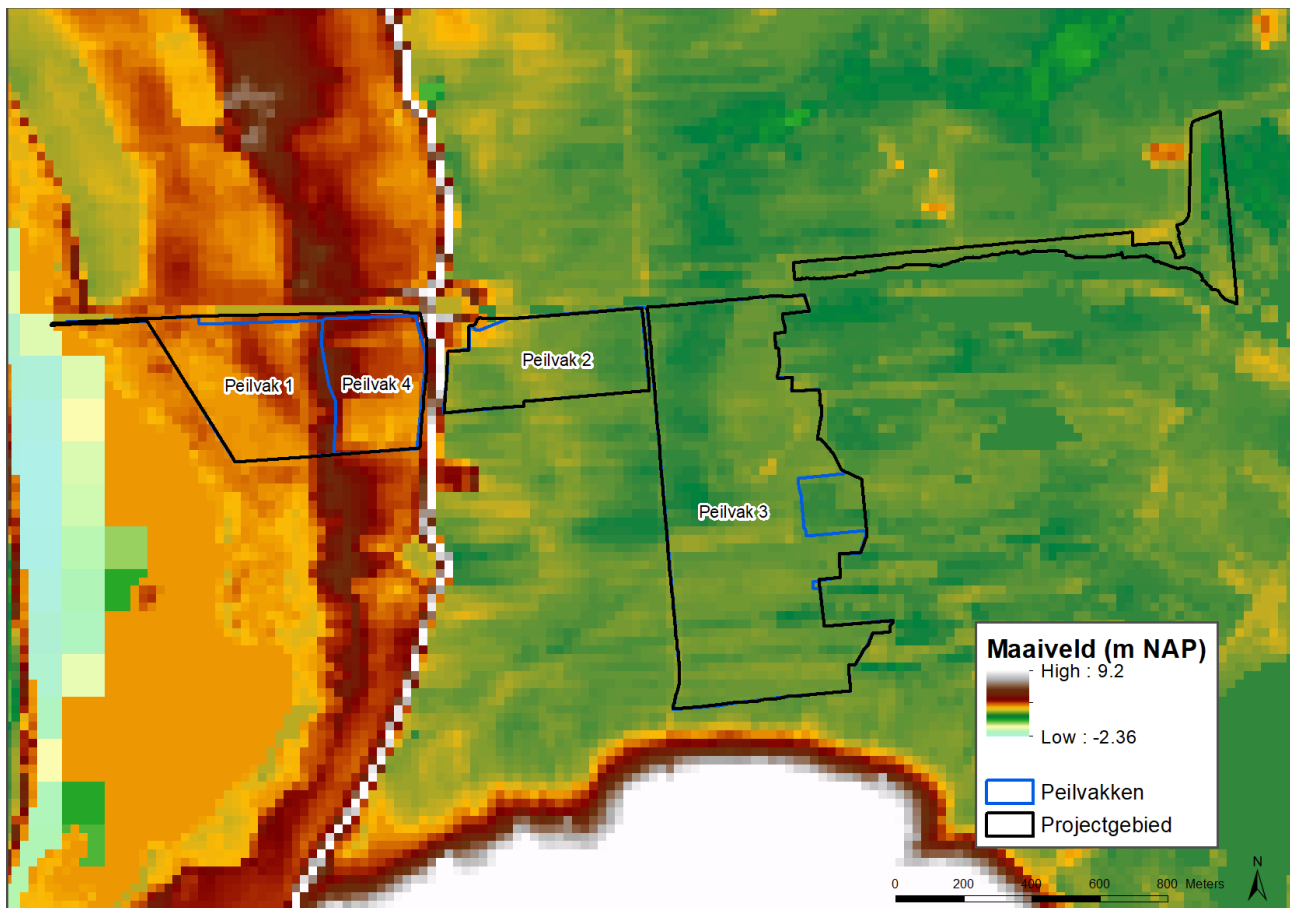 Peilvak 1
Peilvak 4
Peilvak 2
Peilvak 3
Maaiveld (m NAP)
High : 9.2
Low : -2.36
Peilvakken
Projectgebied
N
0 200 400 600 800 Meters